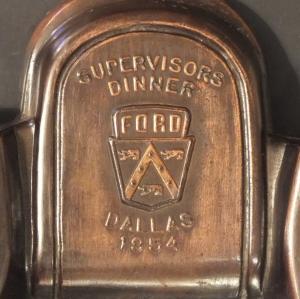 SUPERVISORS
DINNER
FORD
DALLAS
1954